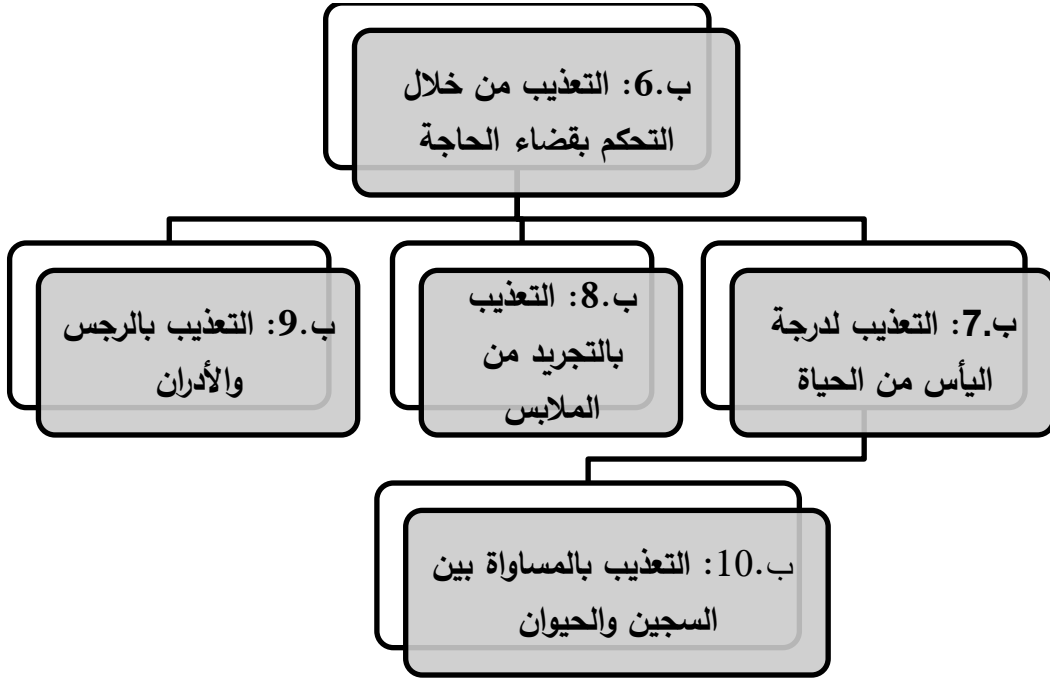 ب.6: التعذيب من خلال
التحكم بقضاء الحاجة
ب.7: التعذيب لدرجة
اليأس من الحياة
ب.8: التعذيب
بالتجريد من
الملابس
ب.9: التعذيب بالرجس
والأدران
ب.10: التعذيب بالمساواة بين
السجين والحيوان